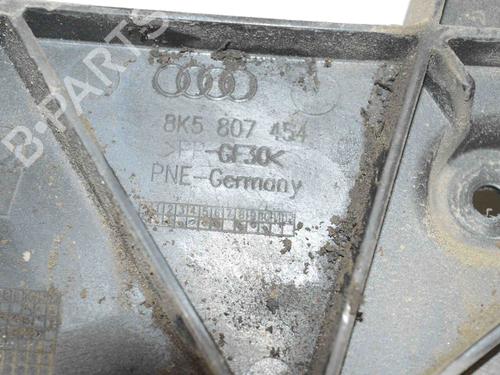 B-PARTS
8K5 807 454
>PP-GF30<
PNE-Germany